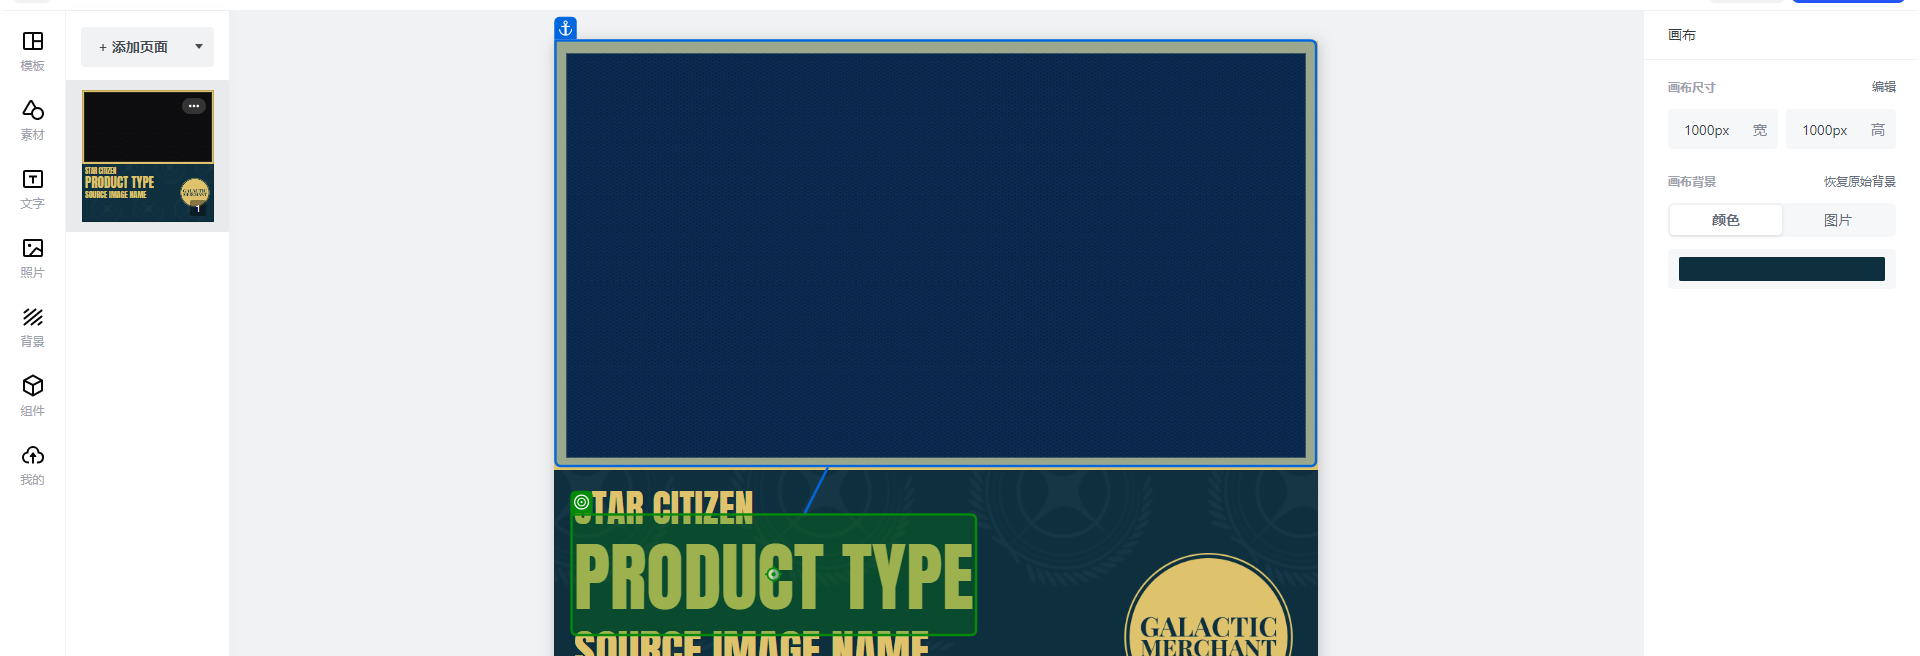 模板
素材
文字
照片
背景
组件
我的
+ 添加页面
STAR CITIZEN
PRODUCT TYPE
SOURCE IMAGE NAME
GALACTIC
MERCHANT
1
STAR CITIZEN
PRODUCT TYPE
SOURCE IMAGE NAME
GALACTIC
MERCHANT
画布
画布尺寸 编辑
1000px 宽 1000px 高
画布背景 恢复原始背景
颜色 图片